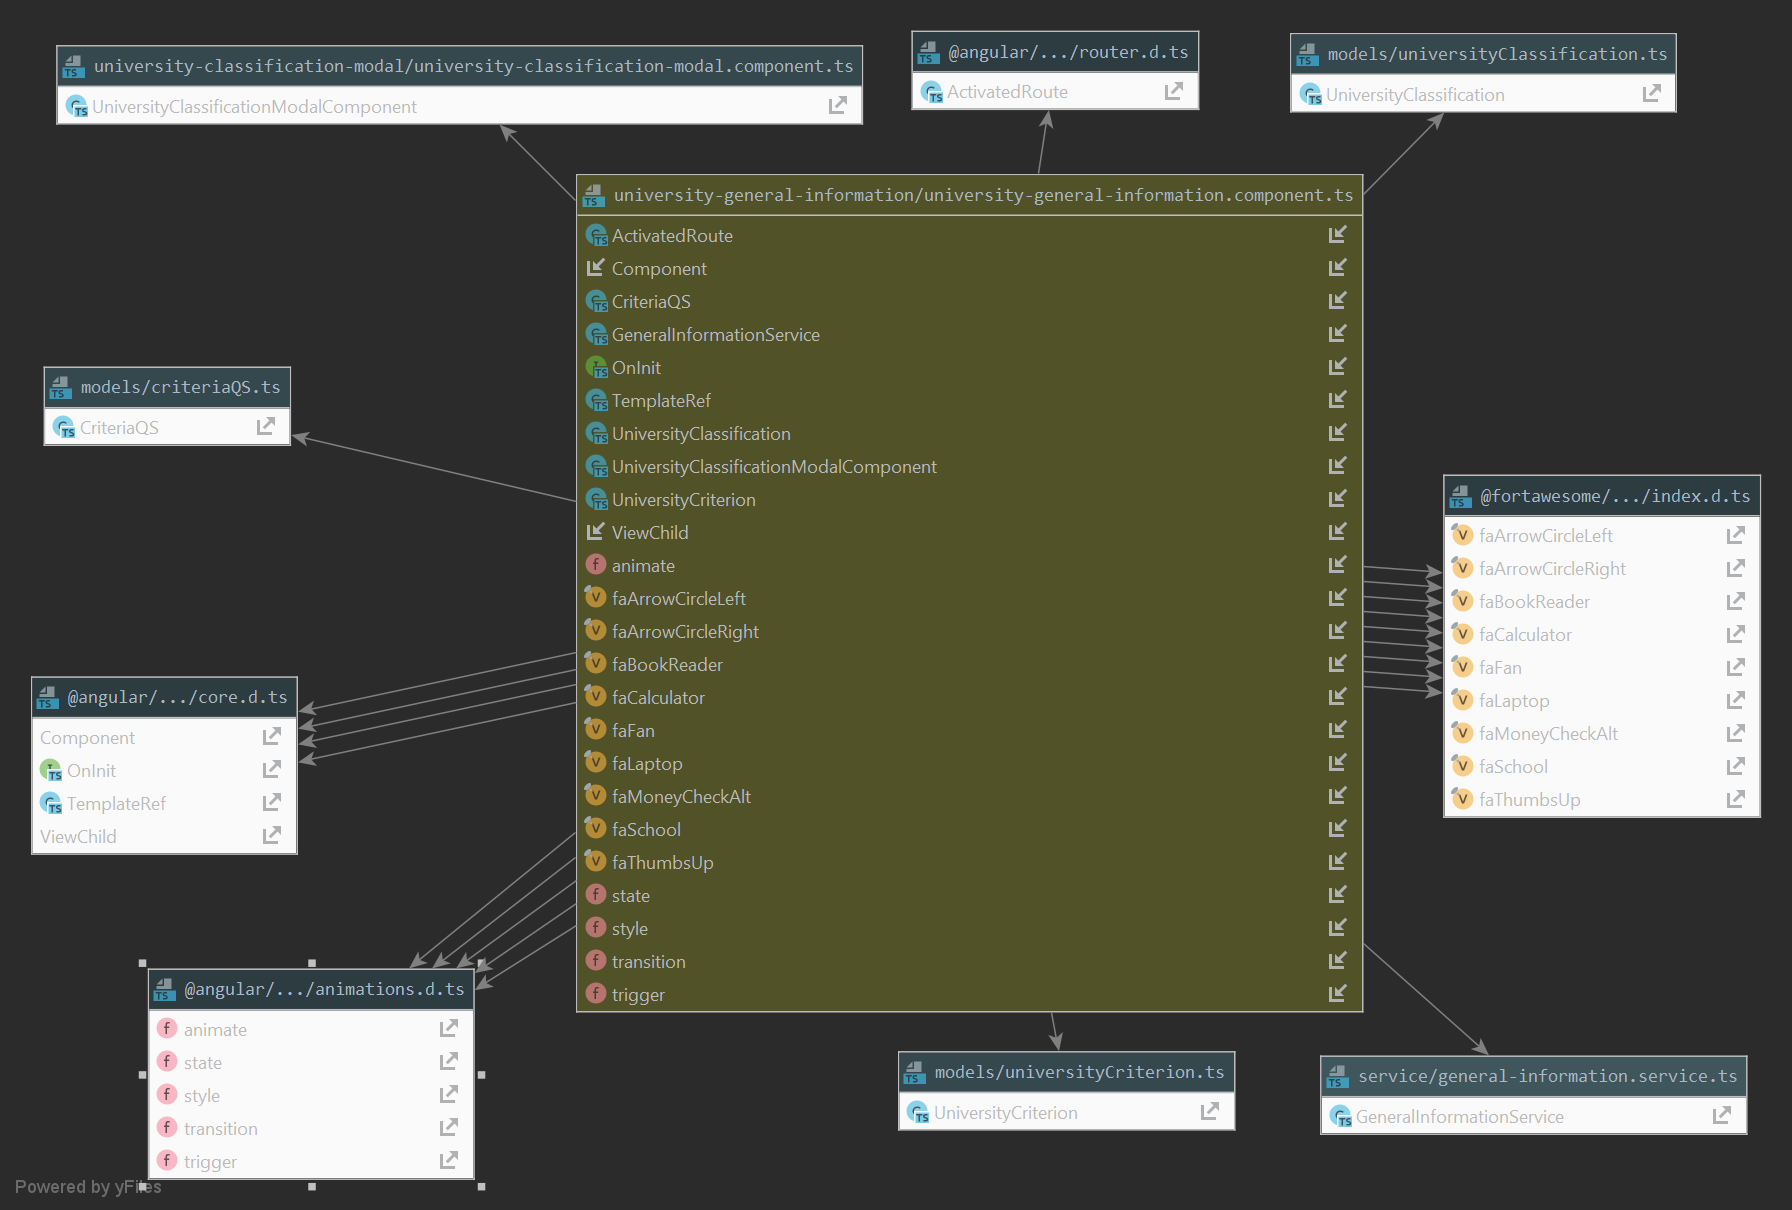 university-classification-modal/university-classification-modal.component.ts
UniversityClassificationModalComponent
@angular/.../router.d.ts
ActivatedRoute
models/universityClassification.ts
UniversityClassification
university-general-information/university-general-information.component.ts
ActivatedRoute
Component
CriteriaQS
GeneralInformationService
OnInit
TemplateRef
UniversityClassification
UniversityClassificationModalComponent
UniversityCriterion
ViewChild
animate
faArrowCircleLeft
faArrowCircleRight
faBookReader
faCalculator
faFan
faLaptop
faMoneyCheckAlt
faSchool
faThumbsUp
state
style
transition
trigger
models/criteriaQS.ts
CriteriaQS
@fortawesome/.../index.d.ts
faArrowCircleLeft
faArrowCircleRight
faBookReader
faCalculator
faFan
faLaptop
faMoneyCheckAlt
faSchool
faThumbsUp
@angular/.../core.d.ts
Component
OnInit
TemplateRef
ViewChild
@angular/.../animations.d.ts
animate
state
style
transition
trigger
models/universityCriterion.ts
UniversityCriterion
service/general-information.service.ts
GeneralInformationService
Powered by yFiles